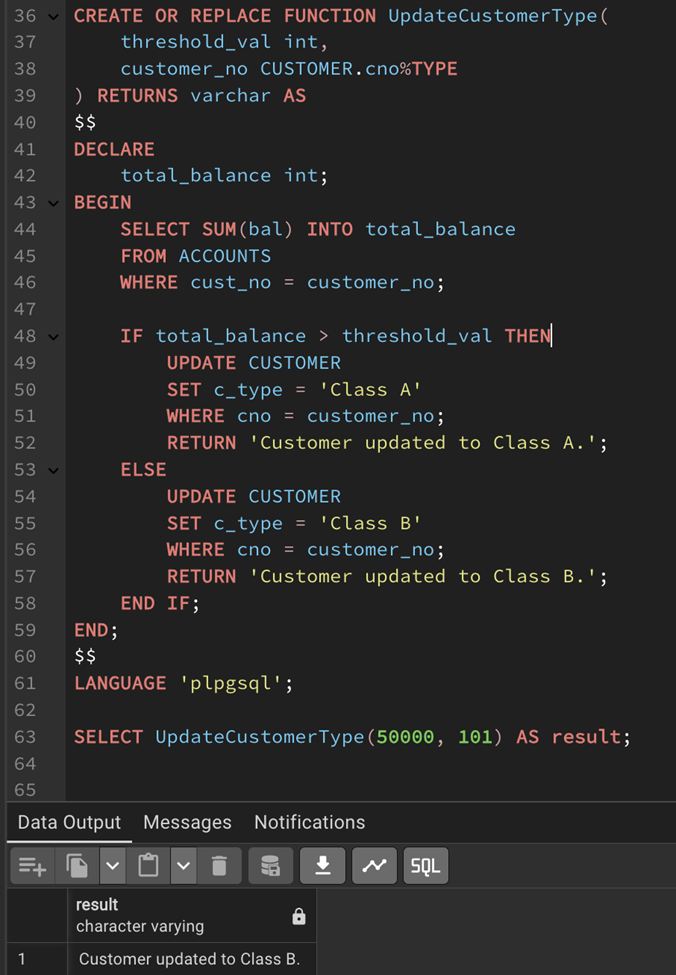 36 CREATE OR REPLACE FUNCTION UpdateCustomerType(
37 threshold_val int,
38 customer_no CUSTOMER.cno%TYPE
39 ) RETURNS varchar AS
40 $$
41 DECLARE
42 total_balance int;
43 BEGIN
44 SELECT SUM(bal) INTO total_balance
45 FROM ACCOUNTS
46 WHERE cust_no = customer_no;
47
48 IF total_balance > threshold_val THEN
49 UPDATE CUSTOMER
50 SET c_type = 'Class A'
51 WHERE cno = customer_no;
52 RETURN 'Customer updated to Class A.';
53 ELSE
54 UPDATE CUSTOMER
55 SET c_type = 'Class B'
56 WHERE cno = customer_no;
57 RETURN 'Customer updated to Class B.';
58 END IF;
59 END;
60 $$
61 LANGUAGE 'plpgsql';
62
63 SELECT UpdateCustomerType(50000, 101) AS result;
64
65
Data Output Messages Notifications
SQL
result
character varying
1 Customer updated to Class B.